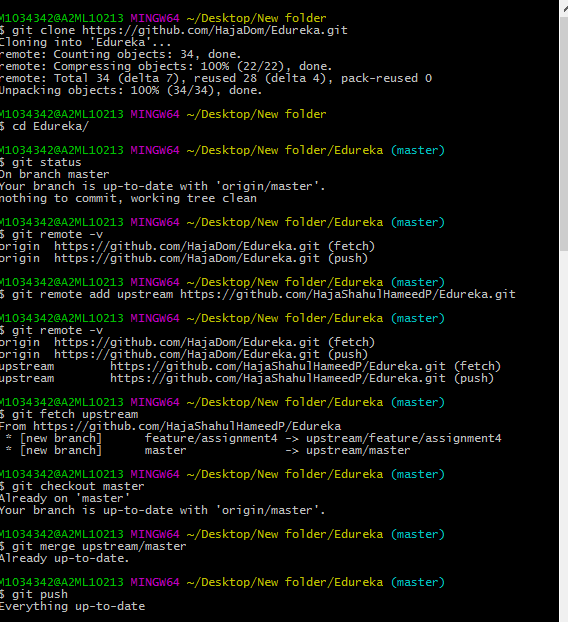 M1034342@A2ML10213 MINGW64 ~/Desktop/New folder
$ git clone https://github.com/HajaDom/Edureka.git
Cloning into 'Edureka'...
remote: Counting objects: 34, done.
remote: Compressing objects: 100% (22/22), done.
remote: Total 34 (delta 7), reused 28 (delta 4), pack-reused 0
Unpacking objects: 100% (34/34), done.
M1034342@A2ML10213 MINGW64 ~/Desktop/New folder
$ cd Edureka/
M1034342@A2ML10213 MINGW64 ~/Desktop/New folder/Edureka (master)
$ git status
On branch master
Your branch is up-to-date with 'origin/master'.
nothing to commit, working tree clean
M1034342@A2ML10213 MINGW64 ~/Desktop/New folder/Edureka (master)
$ git remote -v
origin  https://github.com/HajaDom/Edureka.git (fetch)
origin  https://github.com/HajaDom/Edureka.git (push)
M1034342@A2ML10213 MINGW64 ~/Desktop/New folder/Edureka (master)
$ git remote add upstream https://github.com/HajaShahulHameedP/Edureka.git
M1034342@A2ML10213 MINGW64 ~/Desktop/New folder/Edureka (master)
$ git remote -v
origin  https://github.com/HajaDom/Edureka.git (fetch)
origin  https://github.com/HajaDom/Edureka.git (push)
upstream        https://github.com/HajaShahulHameedP/Edureka.git (fetch)
upstream        https://github.com/HajaShahulHameedP/Edureka.git (push)
M1034342@A2ML10213 MINGW64 ~/Desktop/New folder/Edureka (master)
$ git fetch upstream
From https://github.com/HajaShahulHameedP/Edureka
 * [new branch]      feature/assignment4 -> upstream/feature/assignment4
 * [new branch]      master              -> upstream/master
M1034342@A2ML10213 MINGW64 ~/Desktop/New folder/Edureka (master)
$ git checkout master
Already on 'master'
Your branch is up-to-date with 'origin/master'.
M1034342@A2ML10213 MINGW64 ~/Desktop/New folder/Edureka (master)
$ git merge upstream/master
Already up-to-date.
M1034342@A2ML10213 MINGW64 ~/Desktop/New folder/Edureka (master)
$ git push
Everything up-to-date